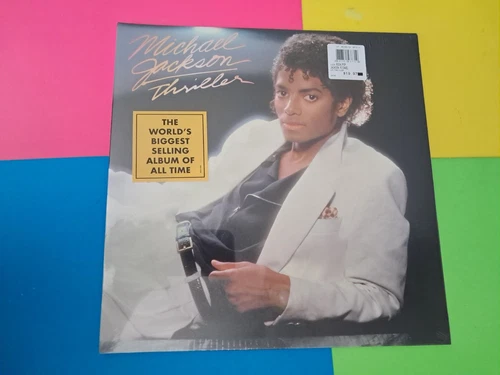 Michael
Jackson
Thriller
THE
WORLD'S
BIGGEST
SELLING
ALBUM OF
ALL TIME